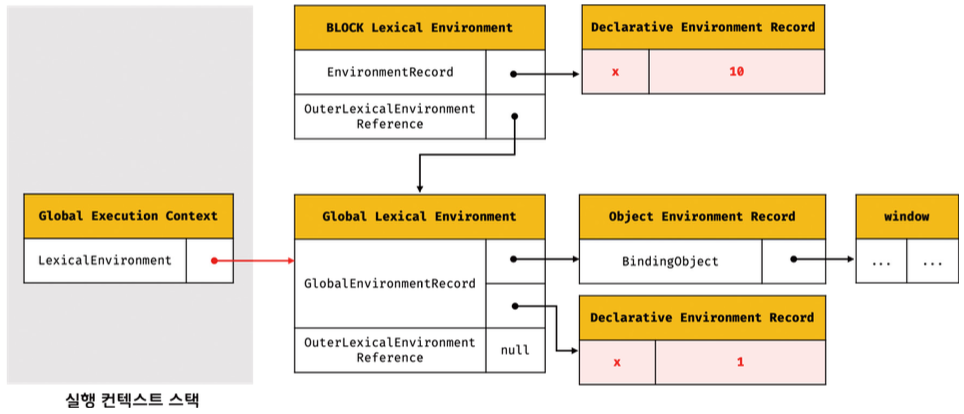 BLOCK Lexical Environment
EnvironmentRecord
OuterLexicalEnvironment
Reference
Declarative Environment Record
x
10
Global Execution Context
LexicalEnvironment
Global Lexical Environment
GlobalEnvironmentRecord
OuterLexicalEnvironment
Reference
null
Object Environment Record
BindingObject
window
...
...
Declarative Environment Record
x
1
실행 컨텍스트 스택